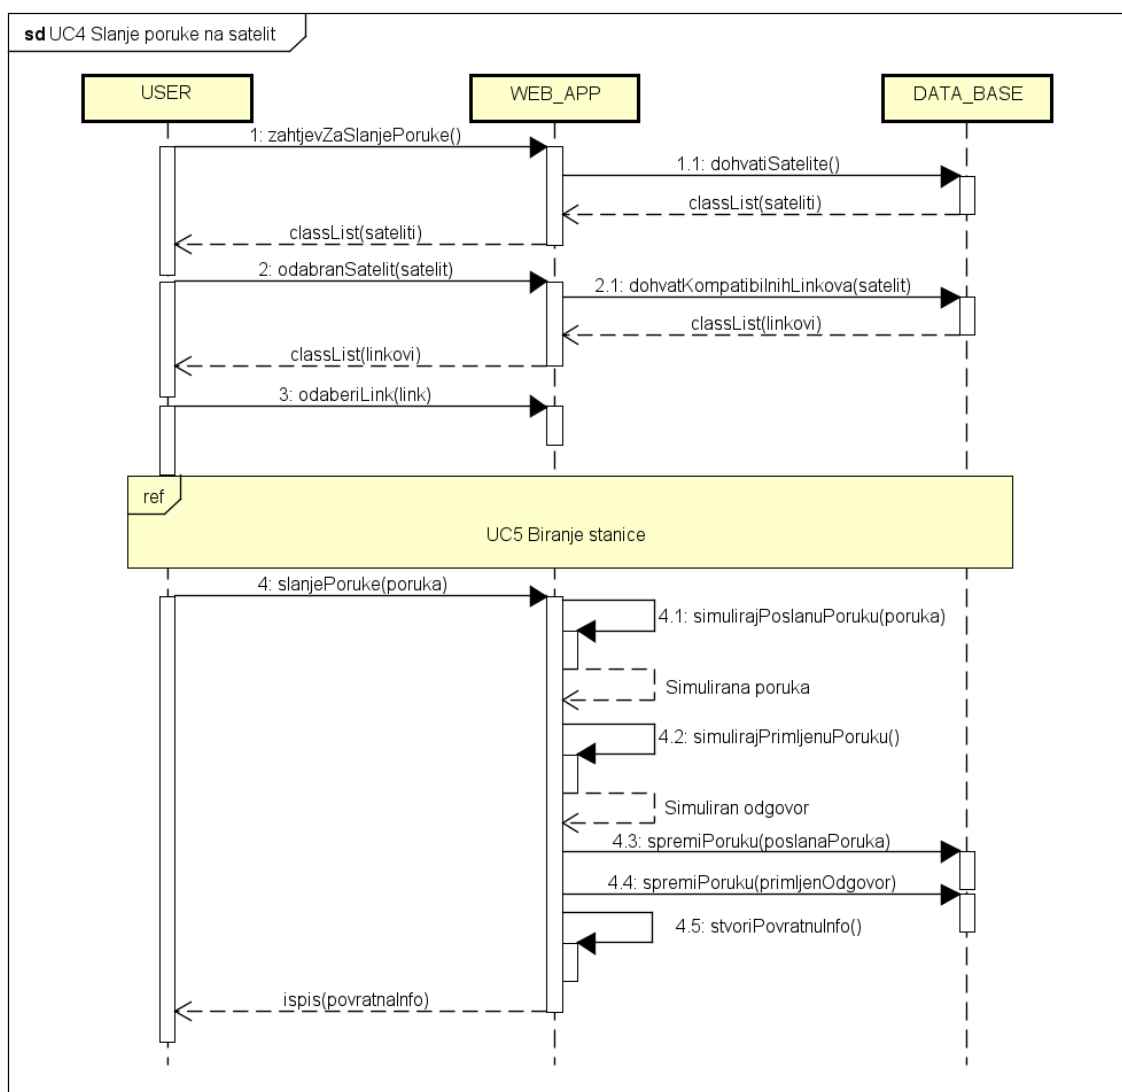 sd UC4 Slanje poruke na satelit
USER
WEB_APP
DATA_BASE
1: zahtjevZaSlanjePoruke()
1.1: dohvatiSatelite()
classList(sateliti)
classList(sateliti)
2: odabranSatelit(satelit)
2.1: dohvatKompatibilnihLinkova(satelit)
classList(linkovi)
classList(linkovi)
3: odaberiLink(link)
ref
UC5 Biranje stanice
4: slanjePoruke(poruka)
4.1: simulirajPoslanuPoruku(poruka)
Simulirana poruka
4.2: simulirajPrimljenuPoruku()
Simuliran odgovor
4.3: spremiPoruku(poslanaPoruka)
4.4: spremiPoruku(primljenOdgovor)
4.5: stvoriPovratnuInfo()
ispis(povratnaInfo)